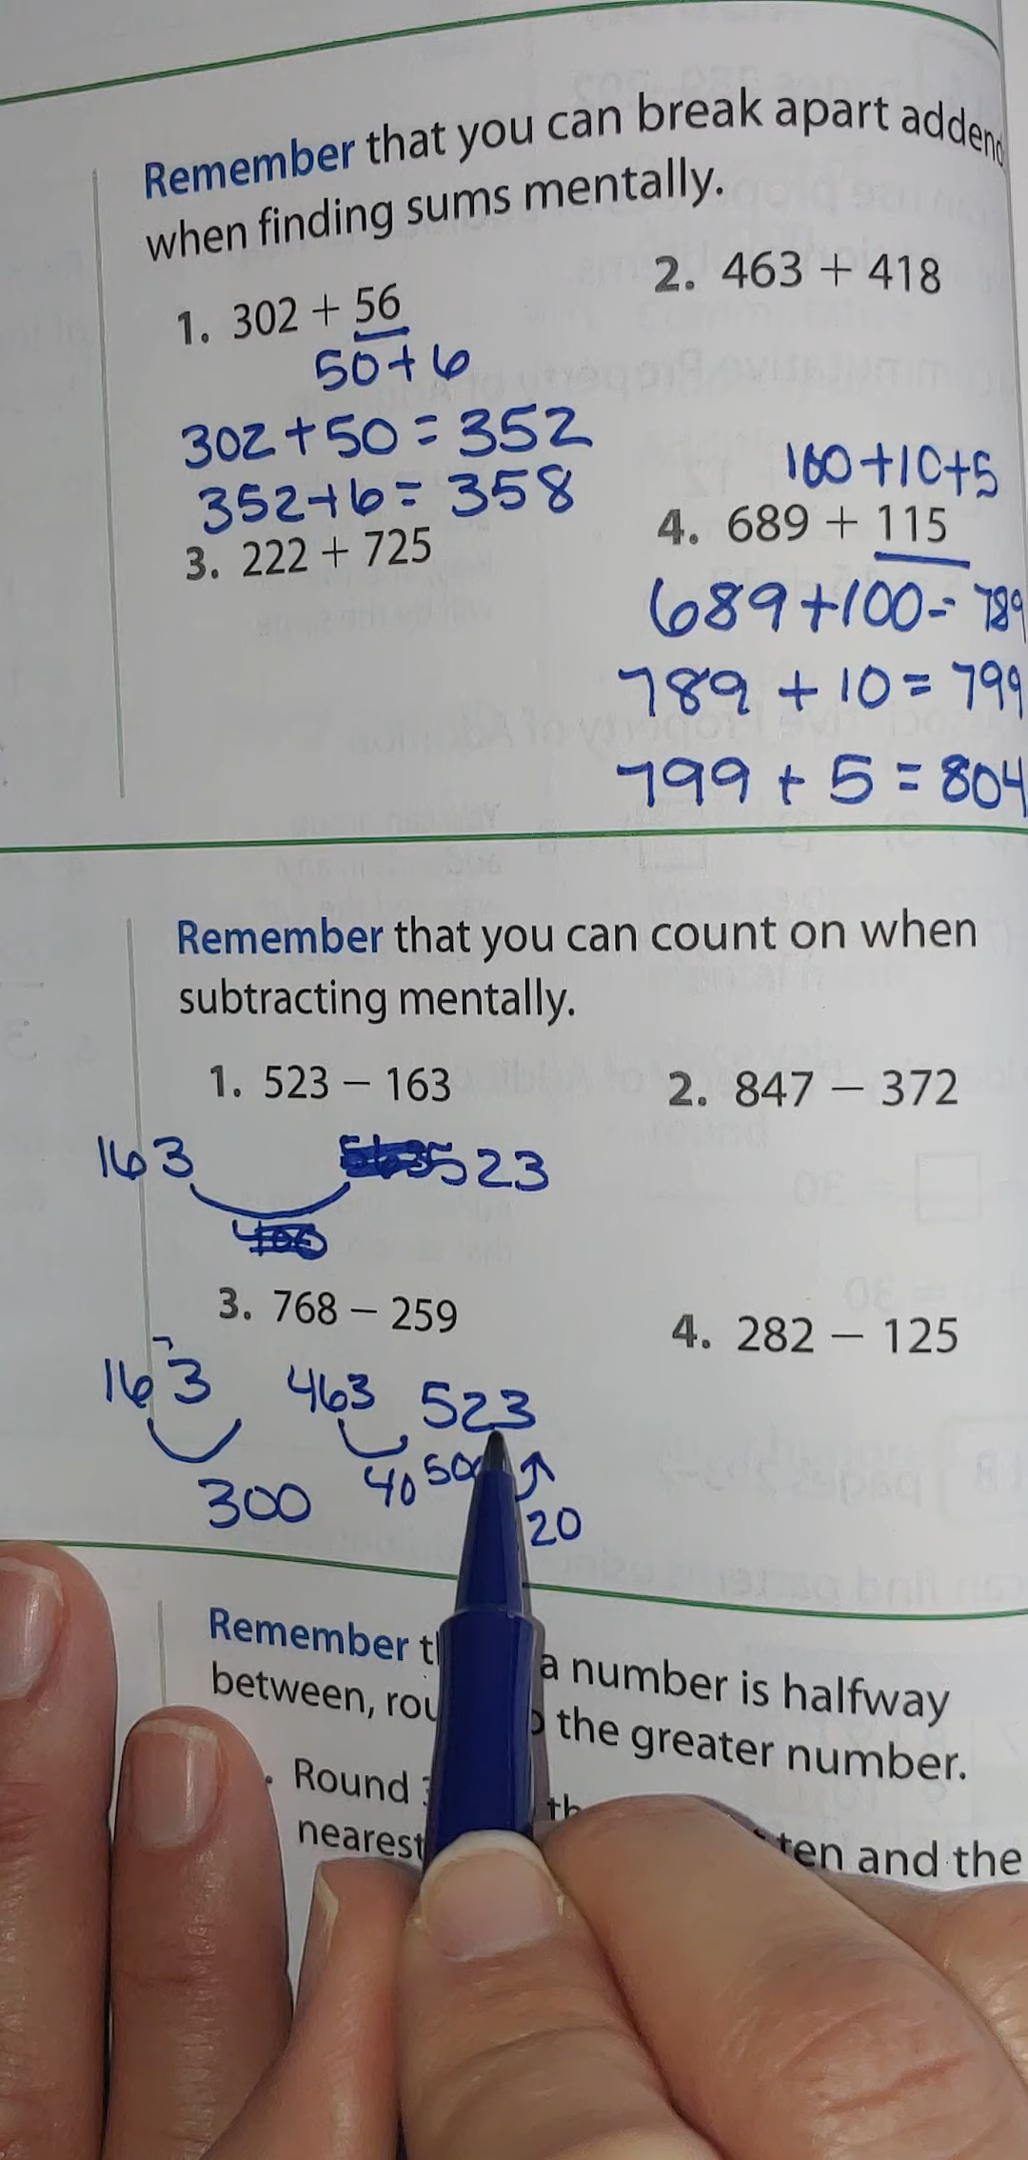 Remember that you can break apart addend
when finding sums mentally.
1. 302 + 56
2. 463 + 418
50+6
302+50=352
352+6=358
100+10+5
3. 222 + 725
4. 689 + 115
689+100=789
789+10=799
799+5=804
Remember that you can count on when
subtracting mentally.
1. 523 − 163
2. 847 − 372
163 523
3. 768 − 259
4. 282 − 125
163 463 523
300 40 20
Remember a number is halfway
between, the greater number.
Round
nearest ten and the